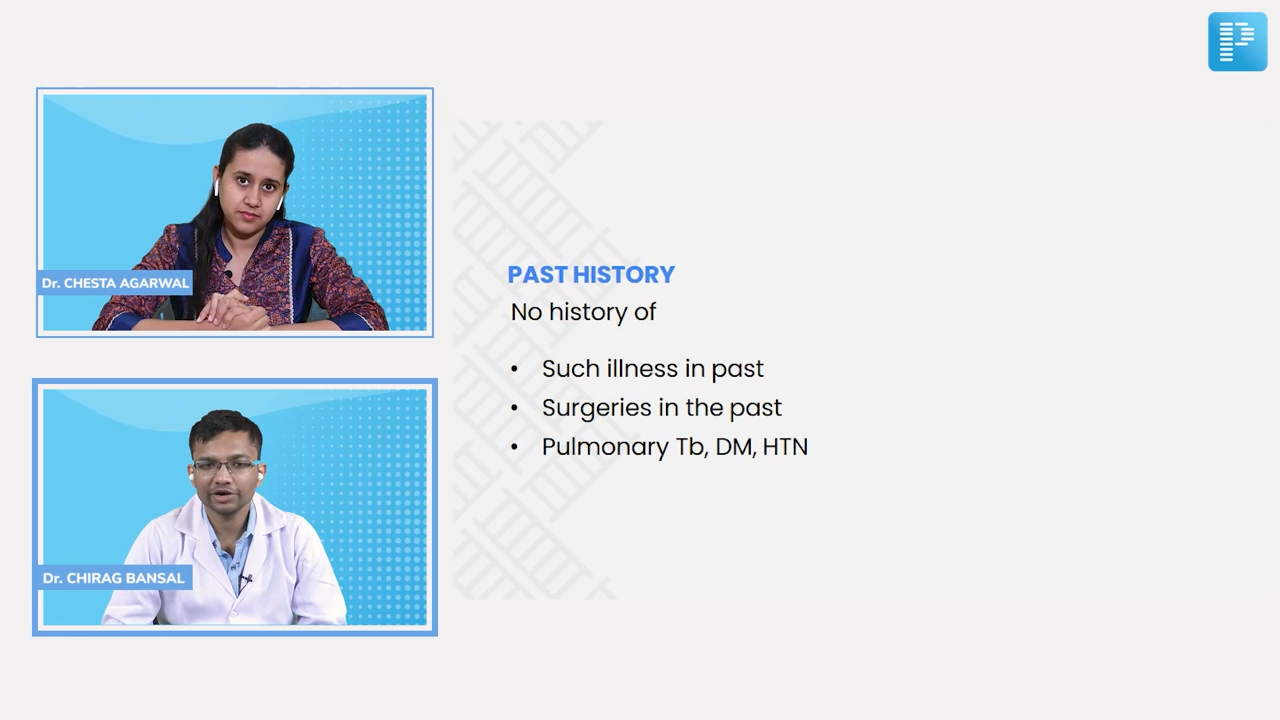 Dr. CHESTA AGARWAL
Dr. CHIRAG BANSAL
PAST HISTORY
No history of
• Such illness in past
• Surgeries in the past
• Pulmonary Tb, DM, HTN